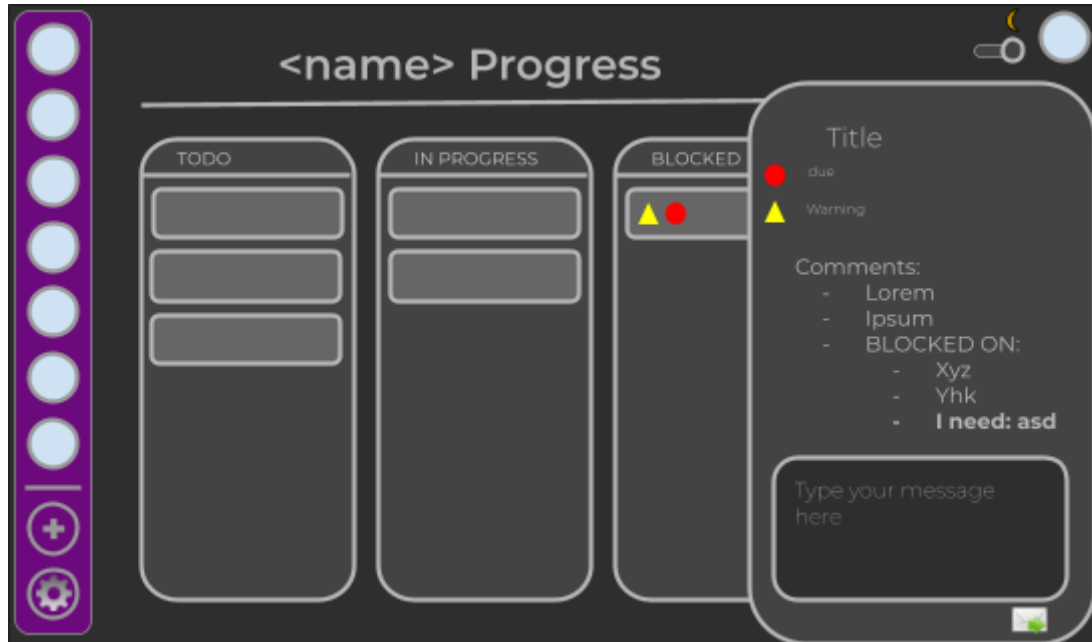 <name> Progress
TODO
IN PROGRESS
BLOCKED
Title
due
Warning
Comments:
- Lorem
- Ipsum
- BLOCKED ON:
- Xyz
- Yhk
- I need: asd
Type your message
here